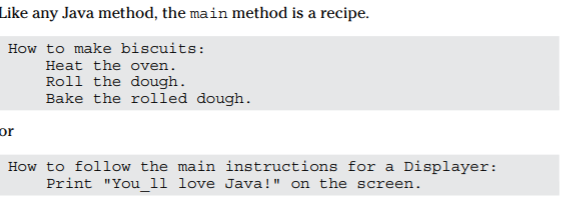 Like any Java method, the main method is a recipe.
How to make biscuits:
Heat the oven.
Roll the dough.
Bake the rolled dough.
or
How to follow the main instructions for a Displayer:
Print "You_ll love Java!" on the screen.